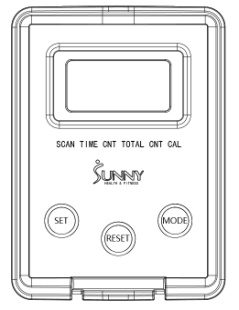 SCAN TIME CNT TOTAL CNT CAL
SUNNY
HEALTH & FITNESS
SET
MODE
RESET